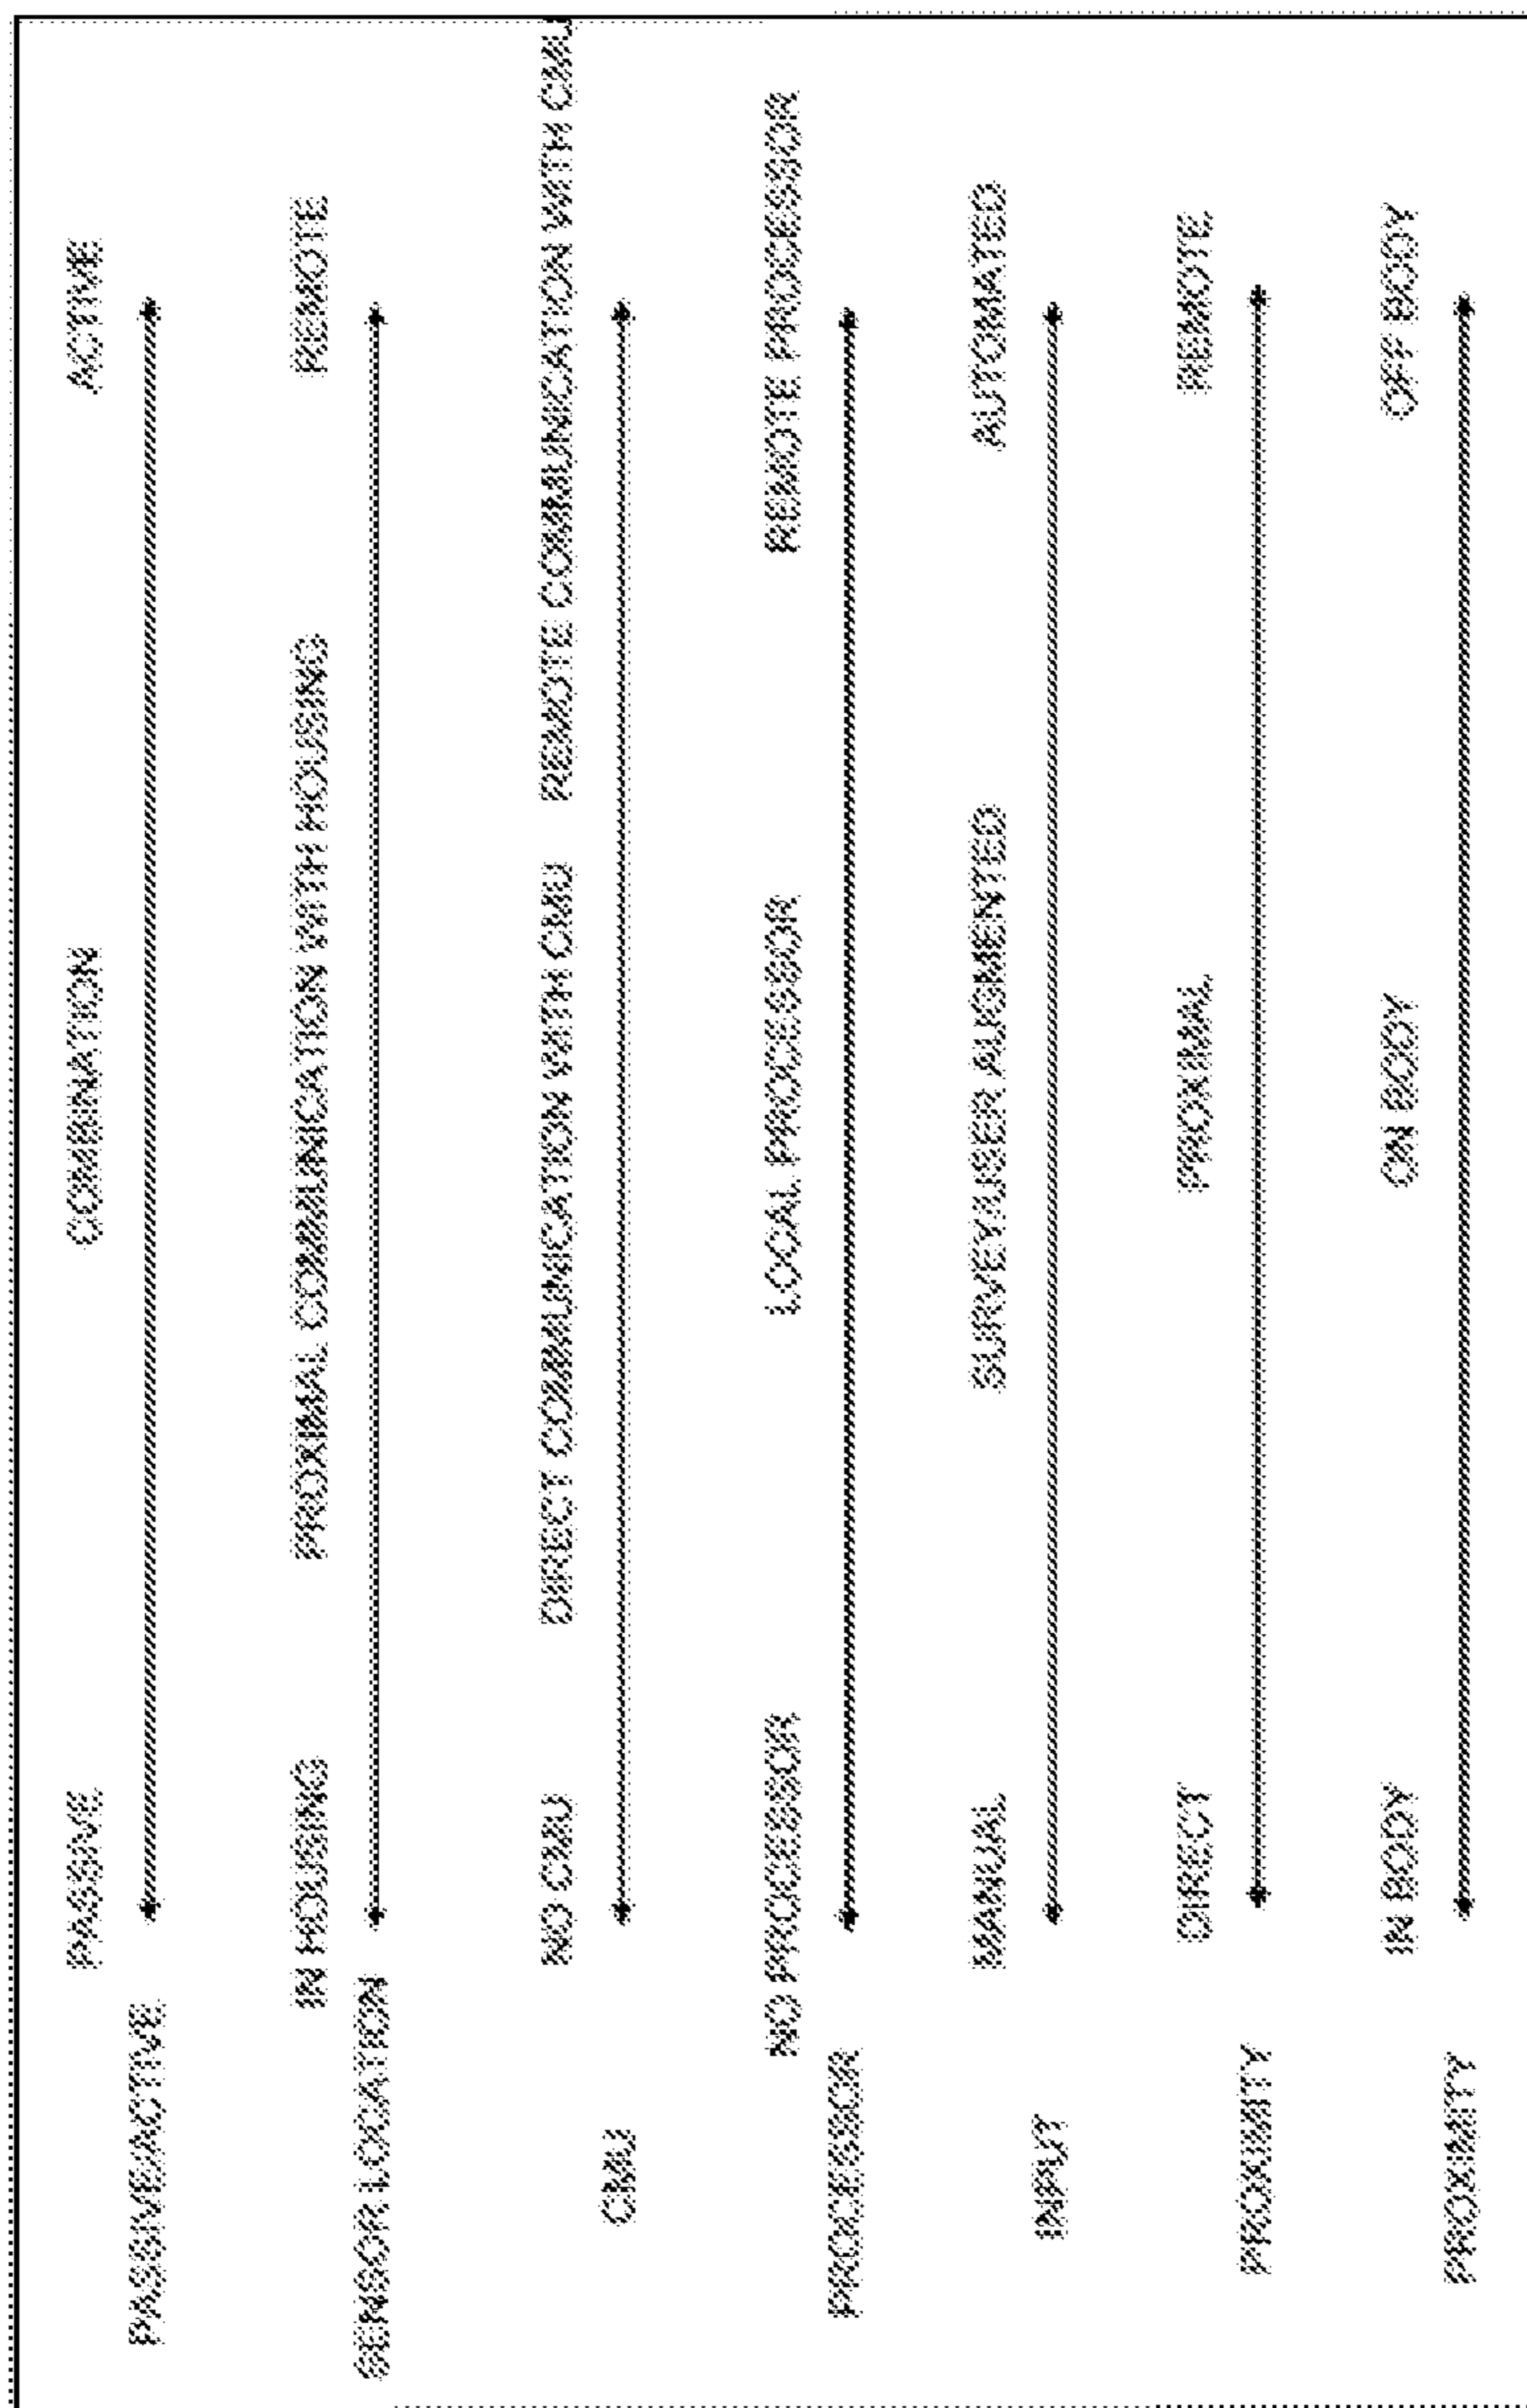 PASSIVE COMBINATION ACTIVE
PASSIVE/ACTIVE
IN HOUSING PROXIMAL COMMUNICATION WITH HOUSING REMOTE
SENSOR LOCATION
NO CMU DIRECT COMMUNICATION WITH CMU REMOTE COMMUNICATION WITH CMU
CMU
NO PROCESSOR LOCAL PROCESSOR REMOTE PROCESSOR
PROCESSOR
MANUAL SURVEY/USER AUGMENTED AUTOMATED
INPUT
DIRECT PROXIMAL REMOTE
PROXIMITY
IN BODY ON BODY OFF BODY
PROXIMITY